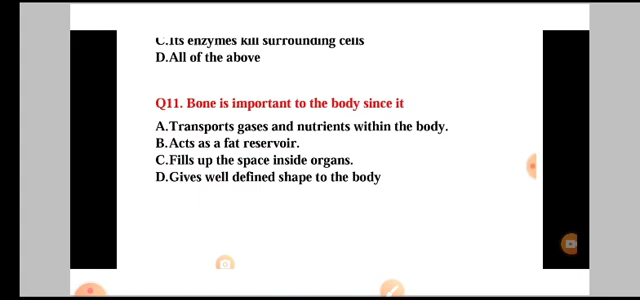 C.Its enzymes kill surrounding cells
D.All of the above
Q11. Bone is important to the body since it
A.Transports gases and nutrients within the body.
B.Acts as a fat reservoir.
C.Fills up the space inside organs.
D.Gives well defined shape to the body